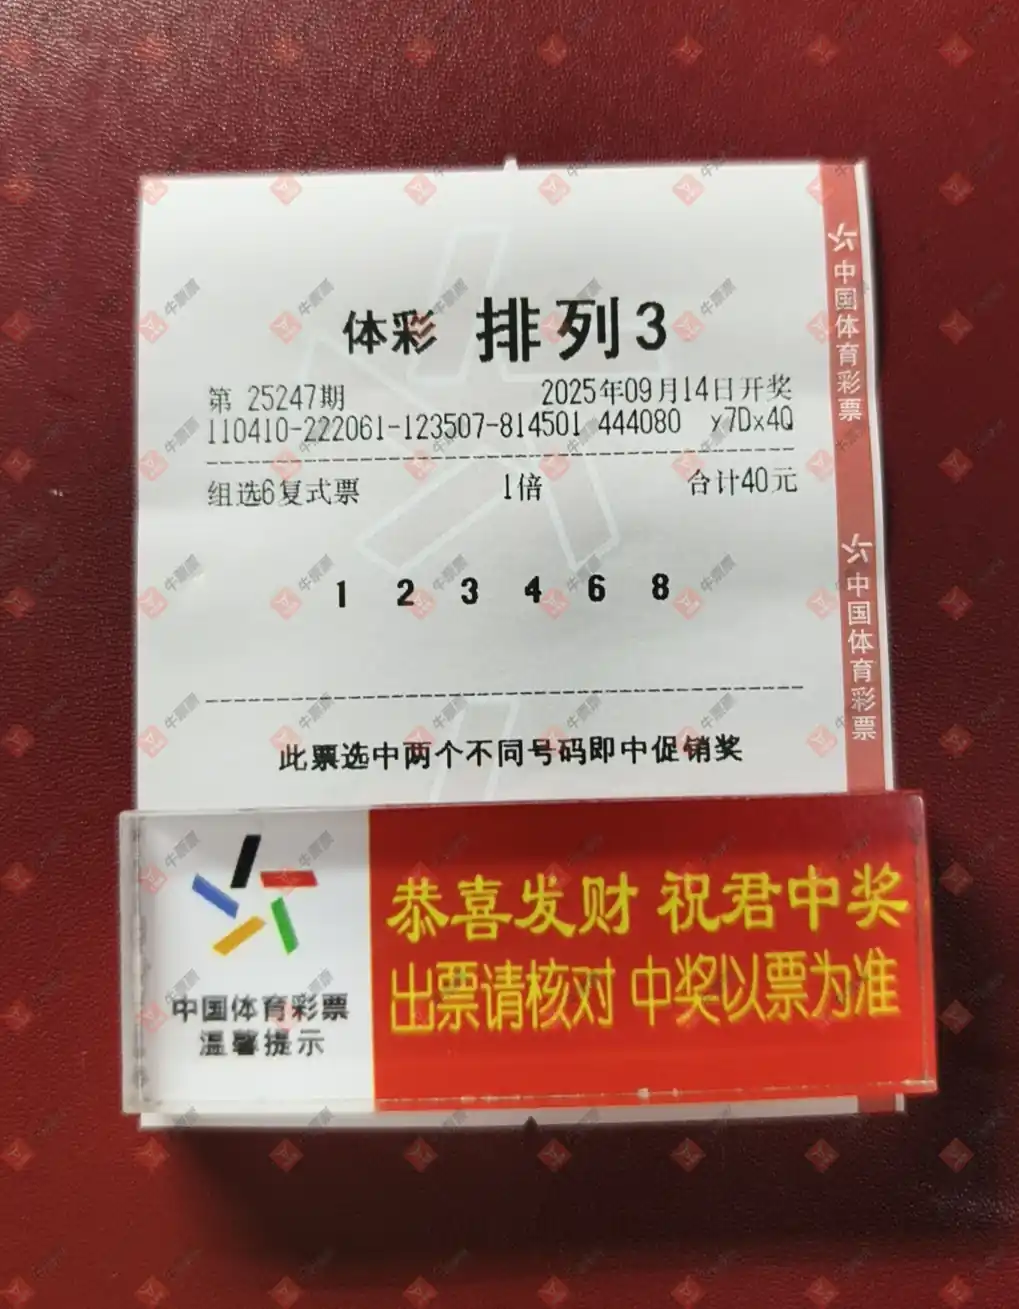 体彩 排列3
第 25247期 2025年09月14日开奖
110410-222061-123507-814501 444080 y7Dx4Q
组选6复式票 1倍 合计40元
1 2 3 4 6 8
此票选中两个不同号码即中促销奖
中国体育彩票
中国体育彩票
恭喜发财 祝君中奖
出票请核对 中奖以票为准
中国体育彩票
温馨提示
牛票票